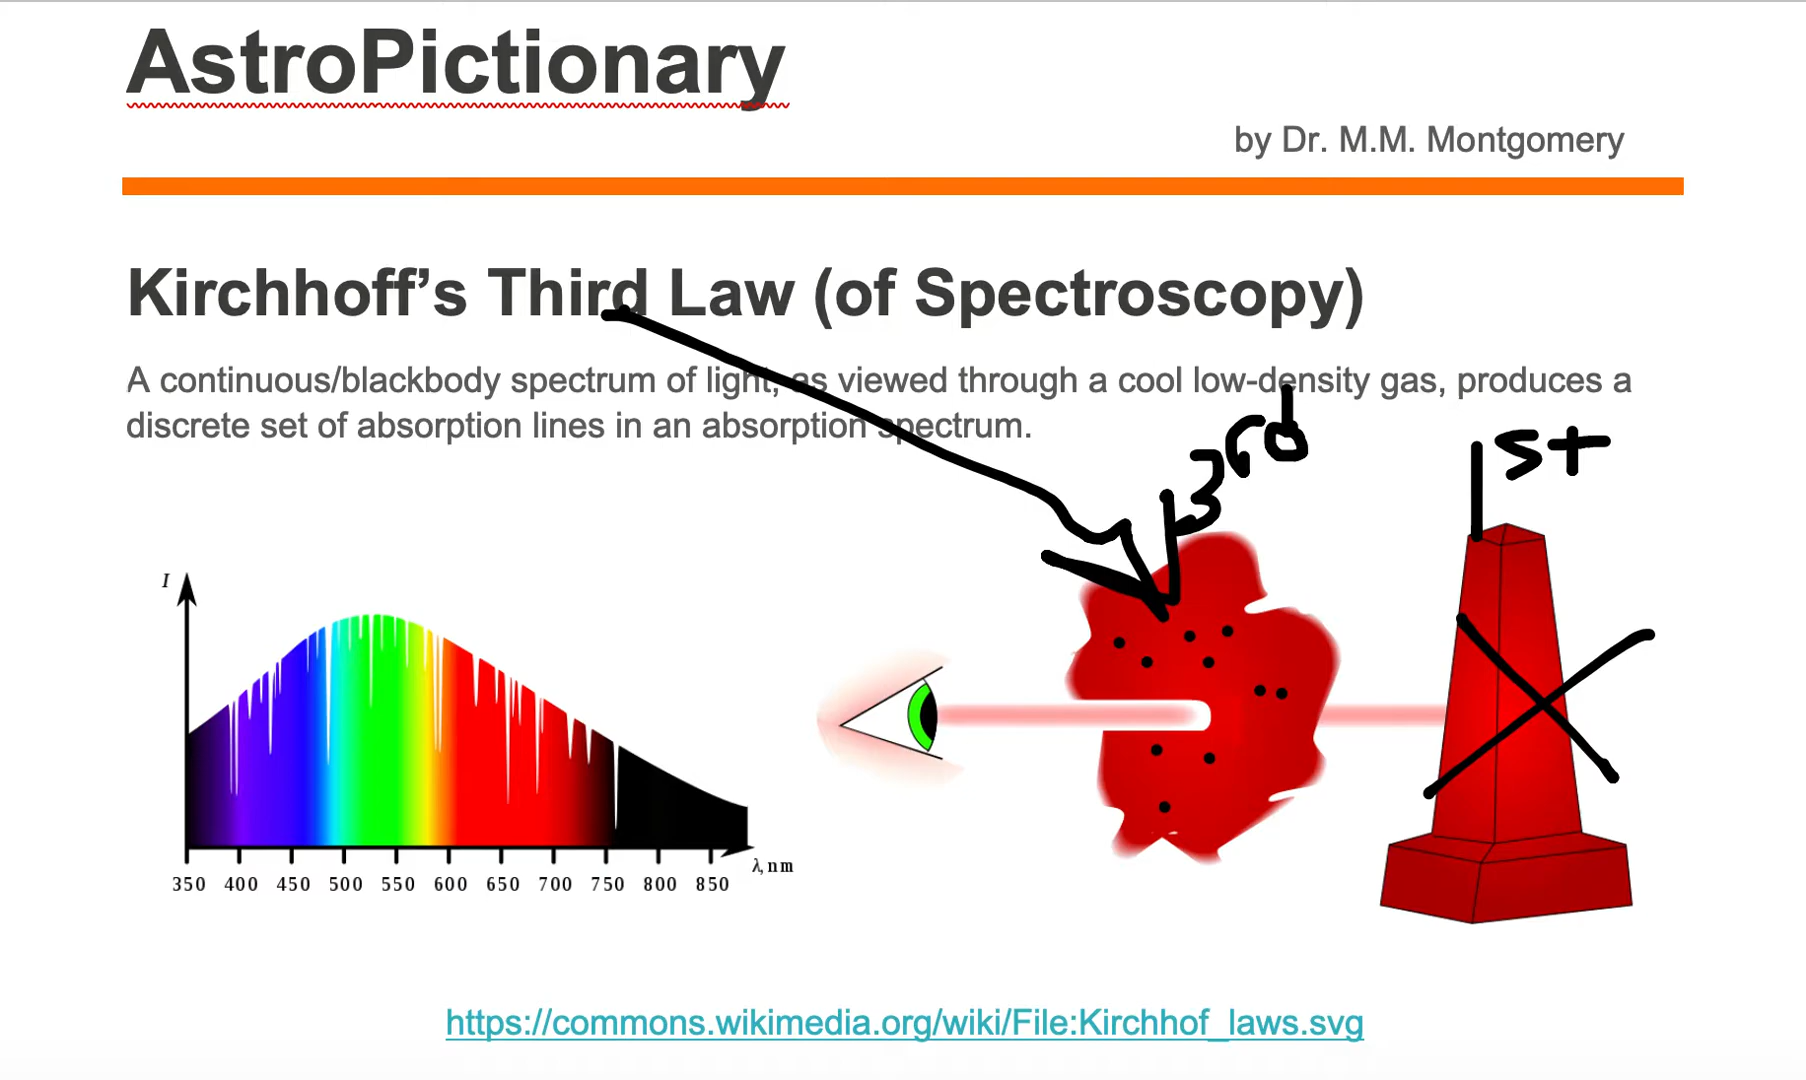 AstroPictionary
by Dr. M.M. Montgomery
Kirchhoff’s Third Law (of Spectroscopy)
A continuous/blackbody spectrum of light, as viewed through a cool low-density gas, produces a
discrete set of absorption lines in an absorption spectrum.
3rd
1st
I
λ, nm
350 400 450 500 550 600 650 700 750 800 850
https://commons.wikimedia.org/wiki/File:Kirchhof_laws.svg